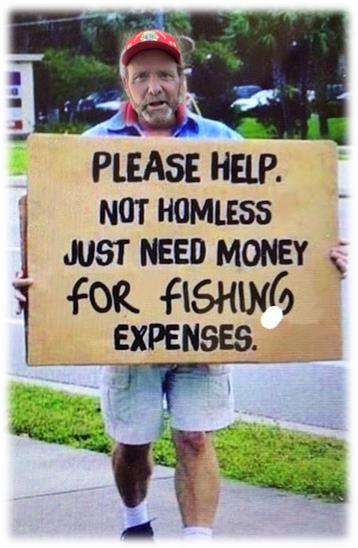 PLEASE HELP.
NOT HOMLESS
JUST NEED MONEY
FOR FISHING
EXPENSES.